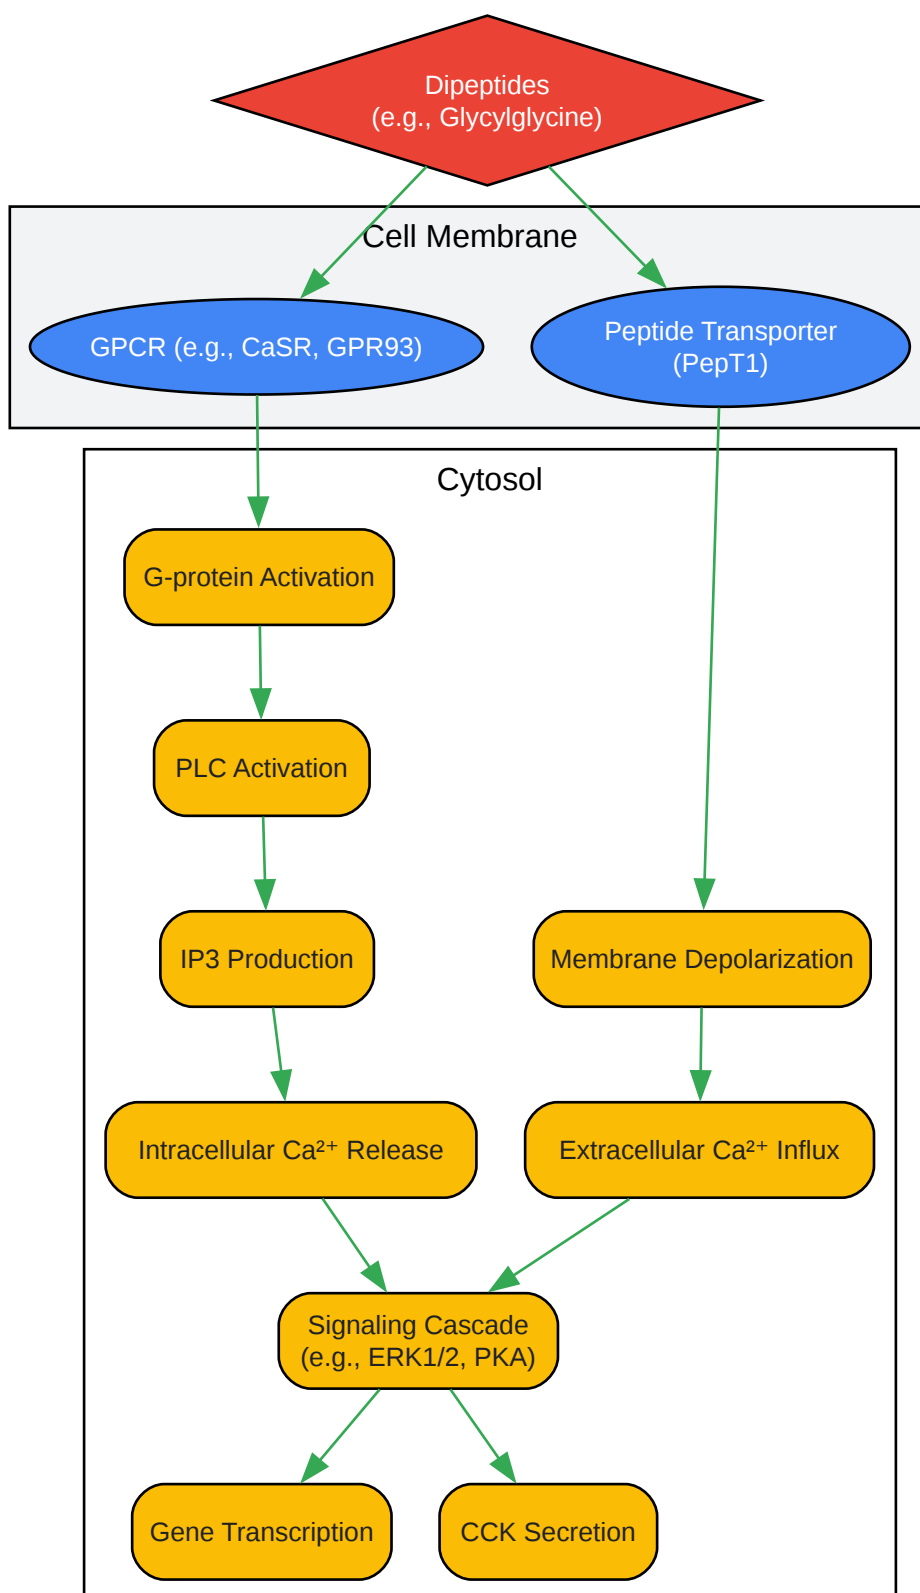 Dipeptides
(e.g., Glycylglycine)
Cell Membrane
GPCR (e.g., CaSR, GPR93)
Peptide Transporter
(PepT1)
Cytosol
G-protein Activation
PLC Activation
IP3 Production
Membrane Depolarization
Intracellular Ca²⁺ Release
Extracellular Ca²⁺ Influx
Signaling Cascade
(e.g., ERK1/2, PKA)
Gene Transcription
CCK Secretion